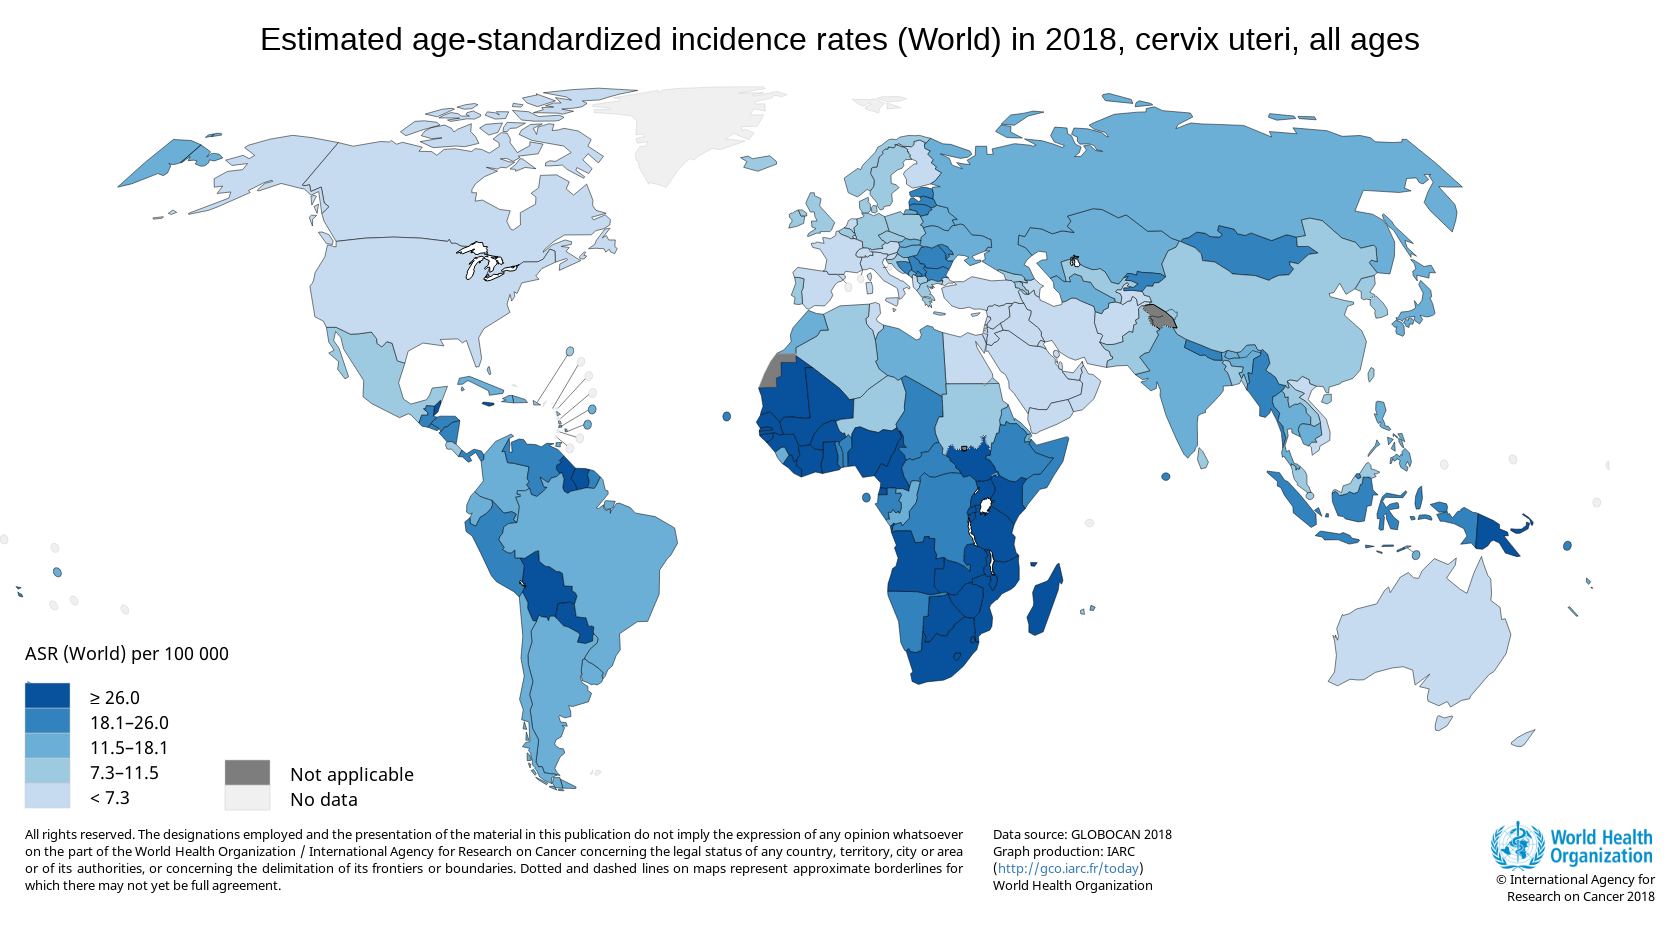 Estimated age-standardized incidence rates (World) in 2018, cervix uteri, all ages
ASR (World) per 100 000
≥ 26.0
18.1–26.0
11.5–18.1
7.3–11.5
< 7.3
Not applicable
No data
All rights reserved. The designations employed and the presentation of the material in this publication do not imply the expression of any opinion whatsoever
on the part of the World Health Organization / International Agency for Research on Cancer concerning the legal status of any country, territory, city or area
or of its authorities, or concerning the delimitation of its frontiers or boundaries. Dotted and dashed lines on maps represent approximate borderlines for
which there may not yet be full agreement.
Data source: GLOBOCAN 2018
Graph production: IARC
(http://gco.iarc.fr/today)
World Health Organization
World Health
Organization
© International Agency for
Research on Cancer 2018